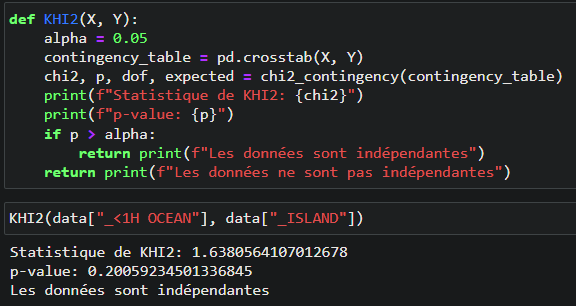 def KHI2(X, Y):
    alpha = 0.05
    contingency_table = pd.crosstab(X, Y)
    chi2, p, dof, expected = chi2_contingency(contingency_table)
    print(f"Statistique de KHI2: {chi2}")
    print(f"p-value: {p}")
    if p > alpha:
        return print(f"Les données sont indépendantes")
    return print(f"Les données ne sont pas indépendantes")
KHI2(data["_<1H OCEAN"], data["_ISLAND"])
Statistique de KHI2: 1.6380564107012678
p-value: 0.20059234501336845
Les données sont indépendantes